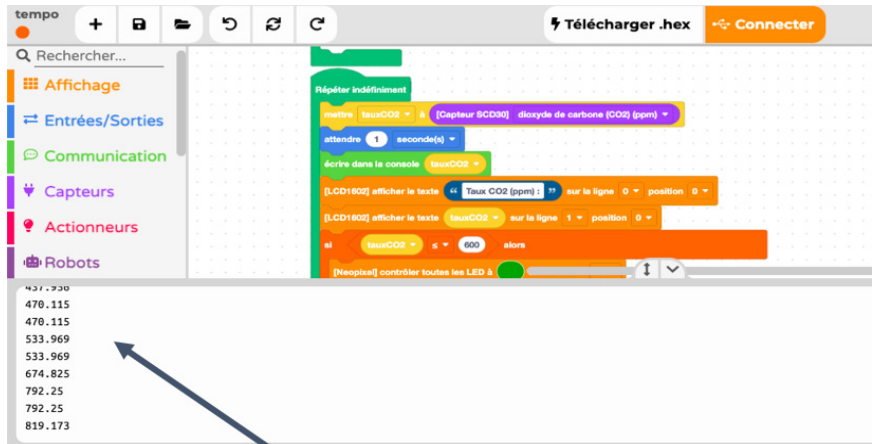 tempo
Télécharger .hex
Connecter
Rechercher...
Affichage
Entrées/Sorties
Communication
Capteurs
Actionneurs
Robots
Répéter indéfiniment
mettre tauxCO2 à [Capteur SCD30] dioxyde de carbone (CO2) (ppm)
attendre 1 seconde(s)
écrire dans la console tauxCO2
[LCD1602] afficher le texte “ Taux CO2 (ppm) : ” sur la ligne 0 position 0
[LCD1602] afficher le texte tauxCO2 sur la ligne 1 position 0
si tauxCO2 ≤ 600 alors
[Neopixel] contrôler toutes les LED à
470.115
470.115
533.969
533.969
674.825
792.25
792.25
819.173